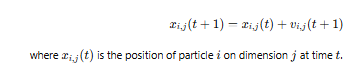 x_{i,j}(t + 1) = x_{i,j}(t) + v_{i,j}(t + 1)
where x_{i,j}(t) is the position of particle i on dimension j at time t.